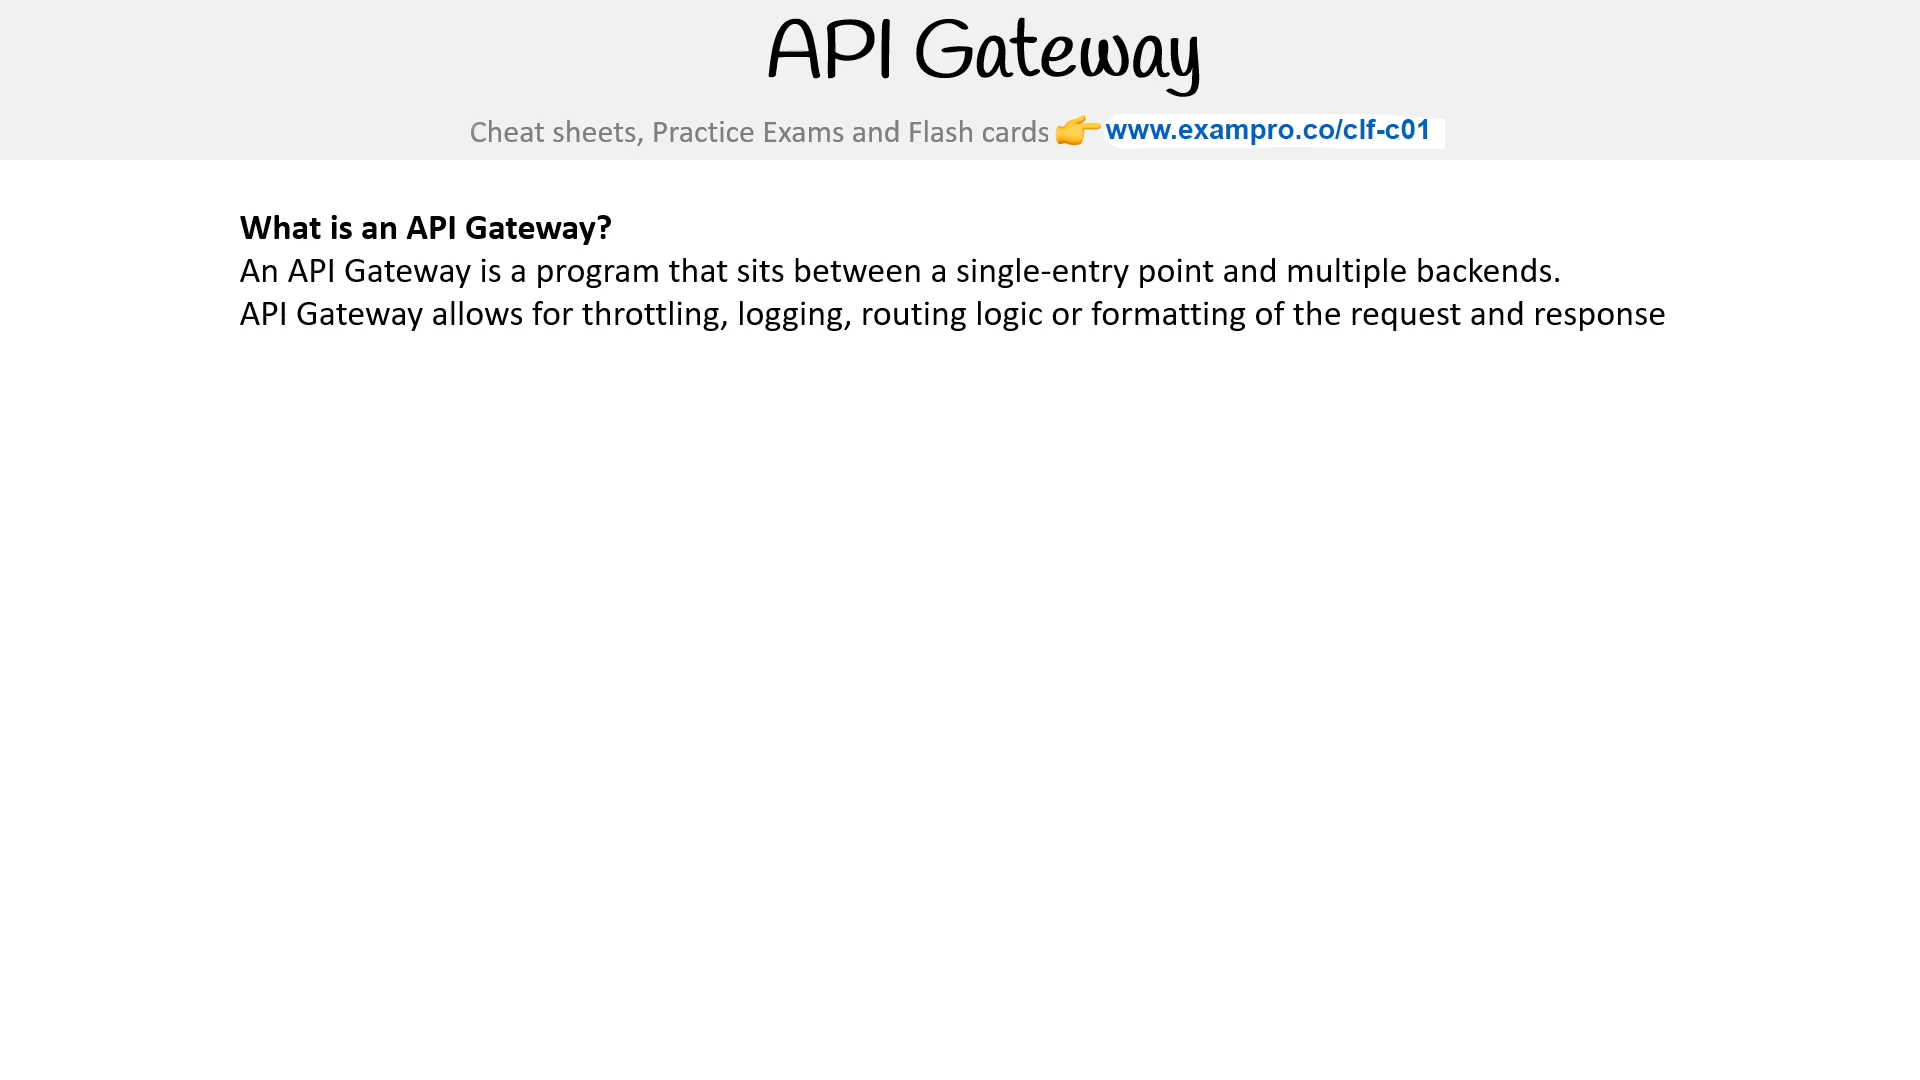 API Gateway
Cheat sheets, Practice Exams and Flash cards 👉 www.exampro.co/clf-c01
What is an API Gateway?
An API Gateway is a program that sits between a single-entry point and multiple backends.
API Gateway allows for throttling, logging, routing logic or formatting of the request and response